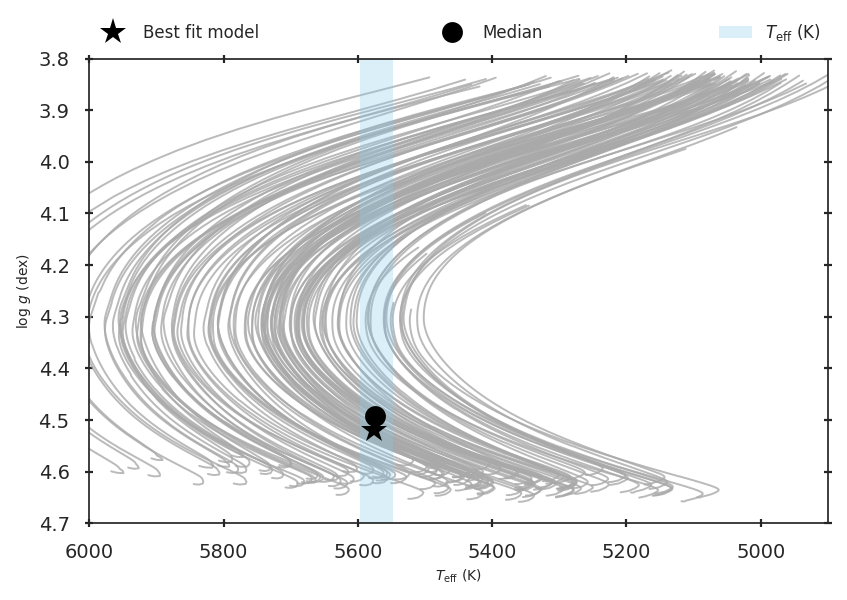 Best fit model Median T_eff (K)
3.8
3.9
4.0
4.1
4.2
4.3
4.4
4.5
4.6
4.7
log g (dex)
6000 5800 5600 5400 5200 5000
T_eff (K)